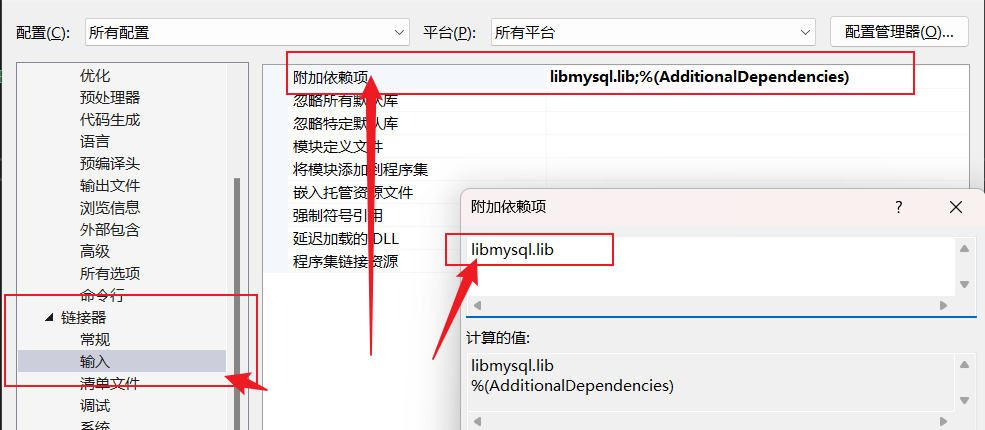 配置(C):
所有配置
平台(P):
所有平台
配置管理器(O)...
优化
预处理器
代码生成
语言
预编译头
输出文件
浏览信息
外部包含
高级
所有选项
命令行
链接器
常规
输入
清单文件
调试
系统
附加依赖项
libmysql.lib;%(AdditionalDependencies)
忽略所有默认库
忽略特定默认库
模块定义文件
将模块添加到程序集
嵌入托管资源文件
强制符号引用
延迟加载的 DLL
程序集链接资源
附加依赖项
?
libmysql.lib
计算的值:
libmysql.lib
%(AdditionalDependencies)